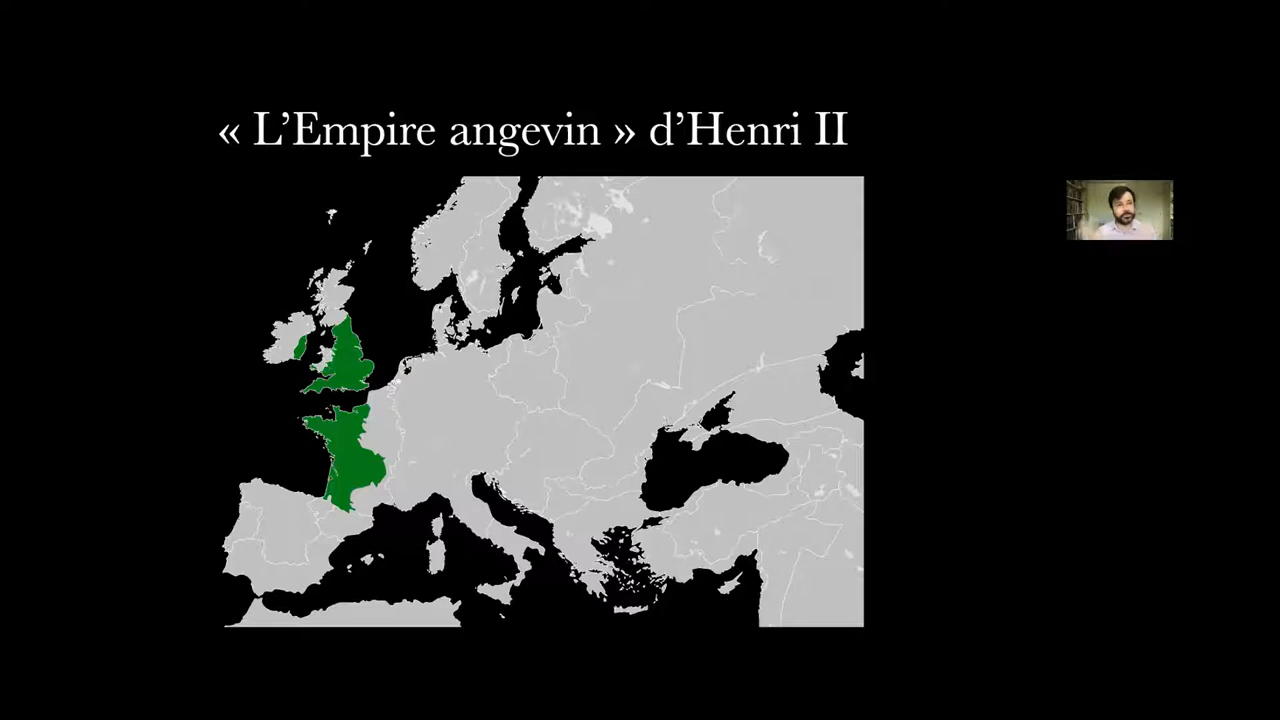 « L’Empire angevin » d’Henri II